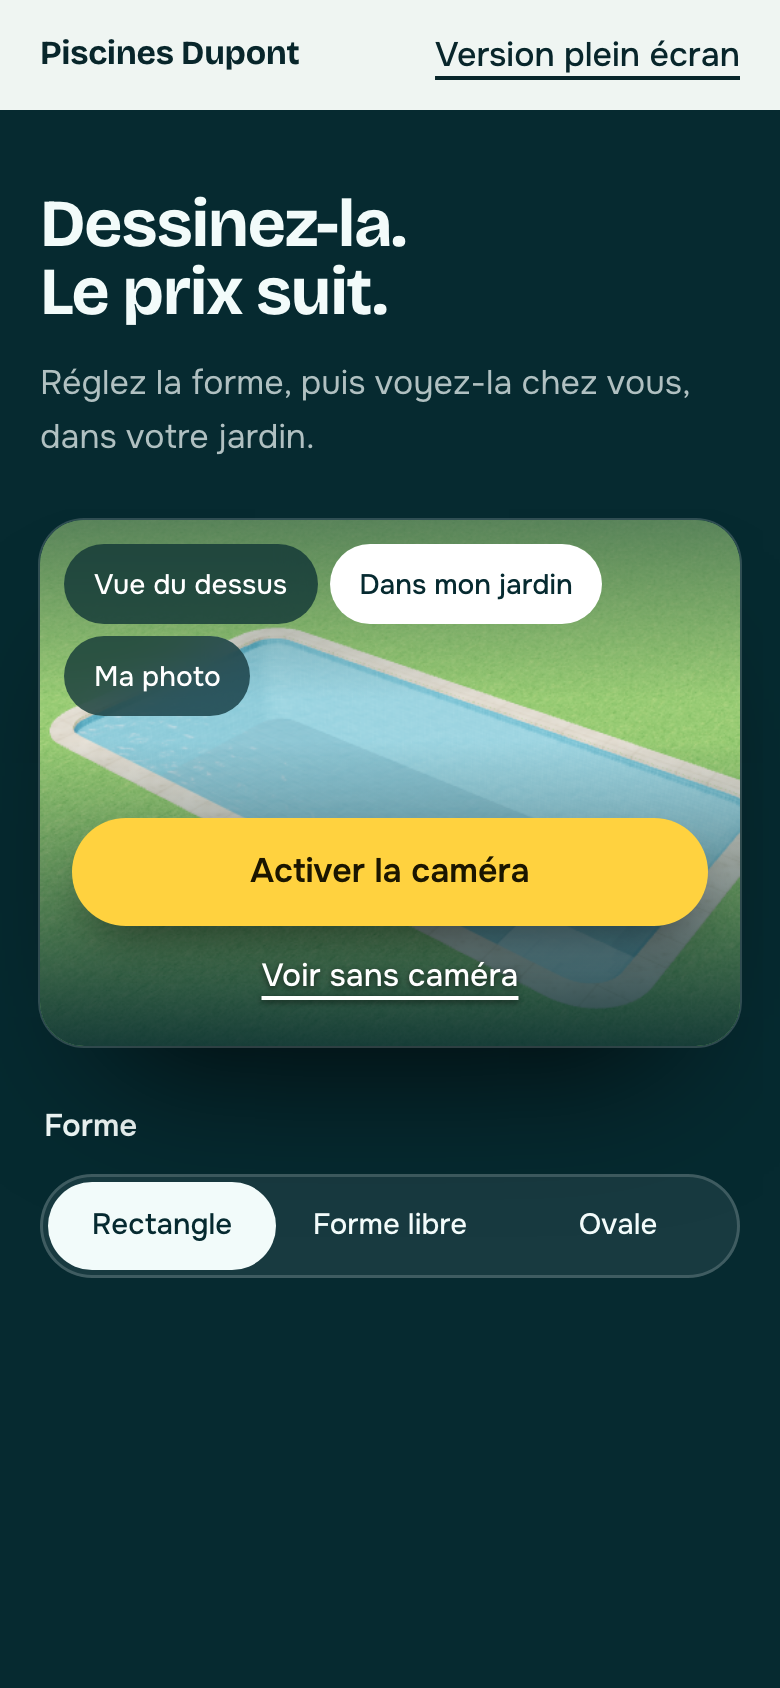 Piscines Dupont
Version plein écran
Dessinez-la.
Le prix suit.
Réglez la forme, puis voyez-la chez vous,
dans votre jardin.
Vue du dessus
Dans mon jardin
Ma photo
Activer la caméra
Voir sans caméra
Forme
Rectangle
Forme libre
Ovale